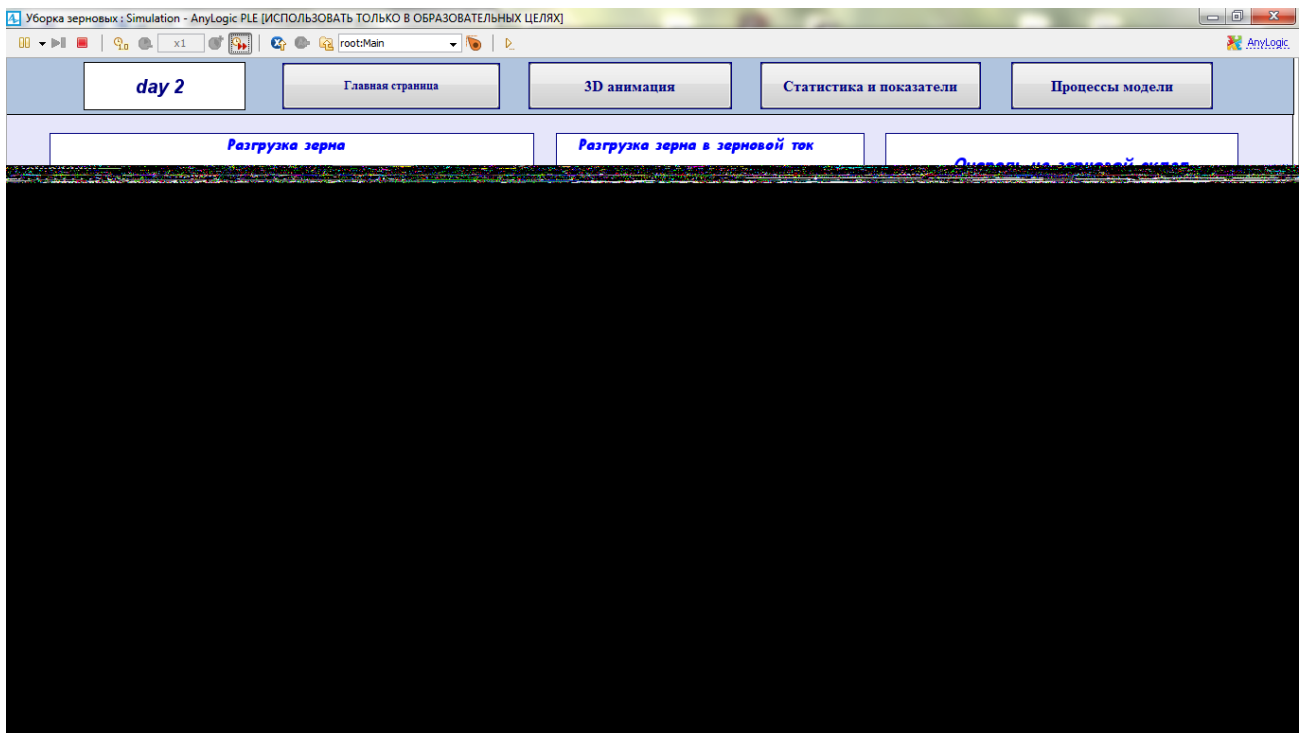 Уборка зерновых : Simulation - AnyLogic PLE [ИСПОЛЬЗОВАТЬ ТОЛЬКО В ОБРАЗОВАТЕЛЬНЫХ ЦЕЛЯХ]
x1 root:Main AnyLogic
day 2 Главная страница 3D анимация Статистика и показатели Процессы модели
Разгрузка зерна Разгрузка зерна в зерновой ток